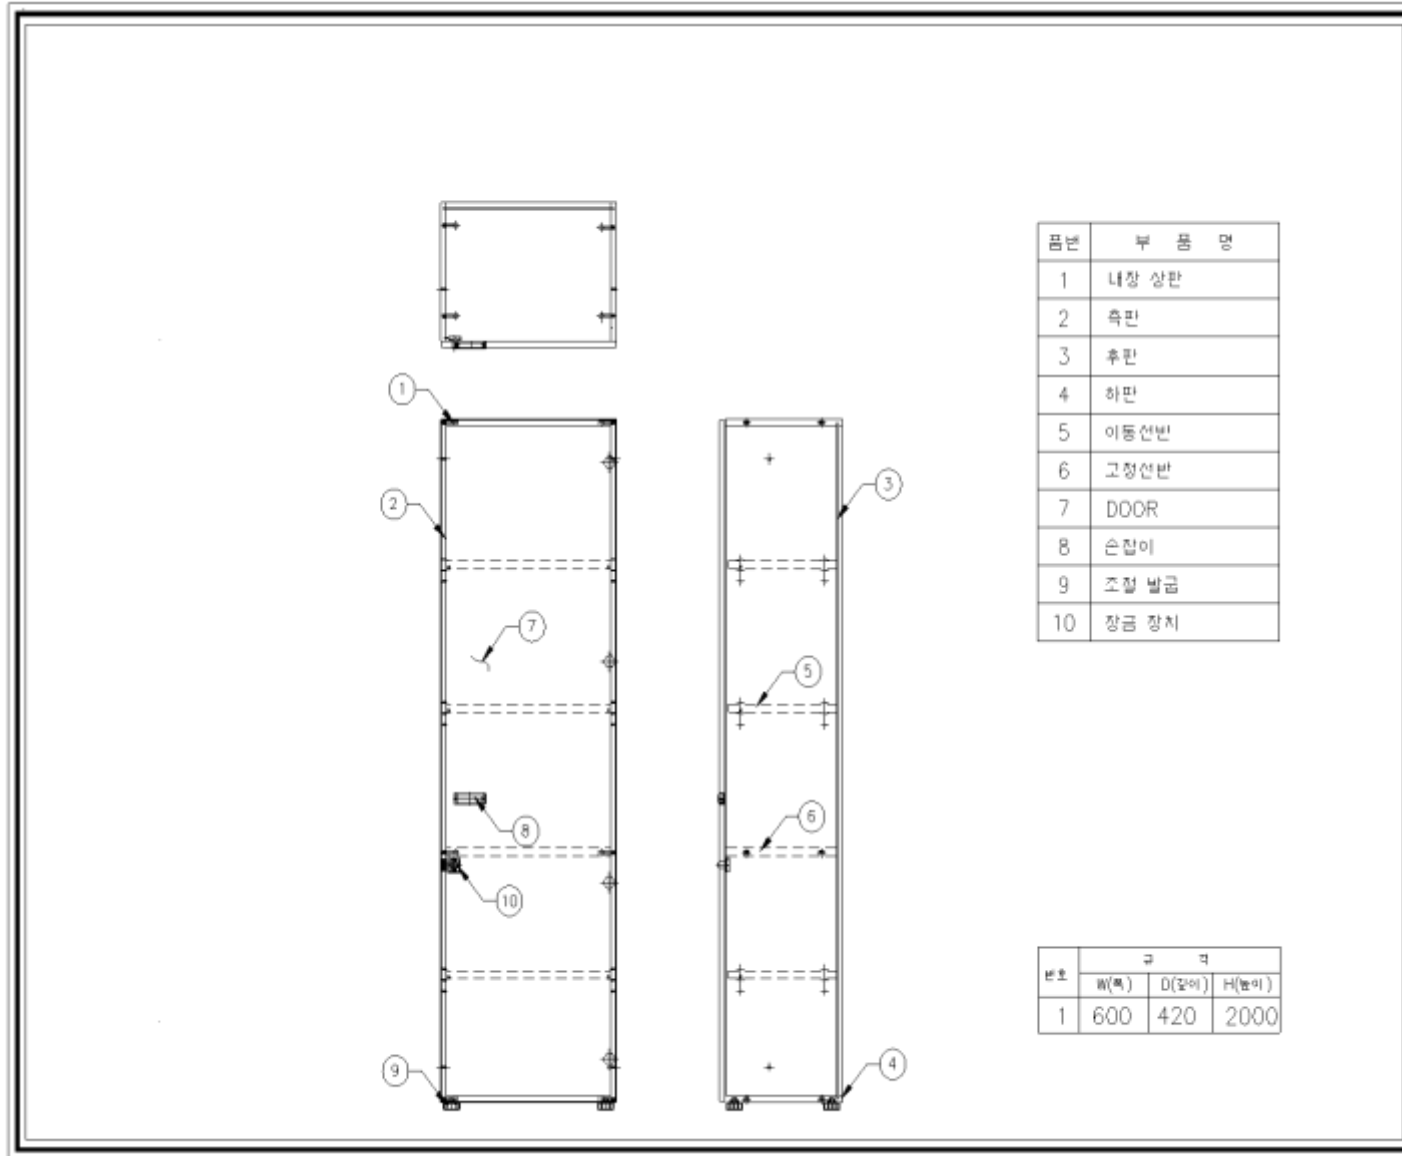 품번 부 품 명
1 내장 상판
2 측판
3 후판
4 하판
5 이동선반
6 고정선반
7 DOOR
8 손잡이
9 조절 발굽
10 장금 장치
1
2
3
7
5
8
6
10
9
4
번호 규 격
W(폭) D(깊이) H(높이)
1 600 420 2000